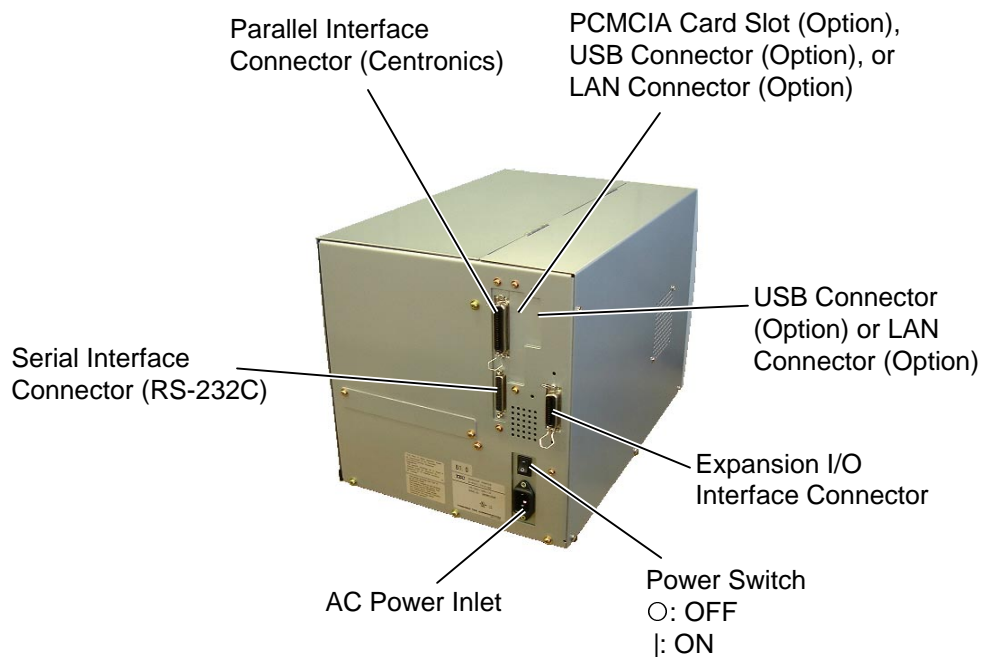 Parallel Interface
Connector (Centronics)
PCMCIA Card Slot (Option),
USB Connector (Option), or
LAN Connector (Option)
USB Connector
(Option) or LAN
Connector (Option)
Serial Interface
Connector (RS-232C)
Expansion I/O
Interface Connector
AC Power Inlet
Power Switch
○: OFF
|: ON